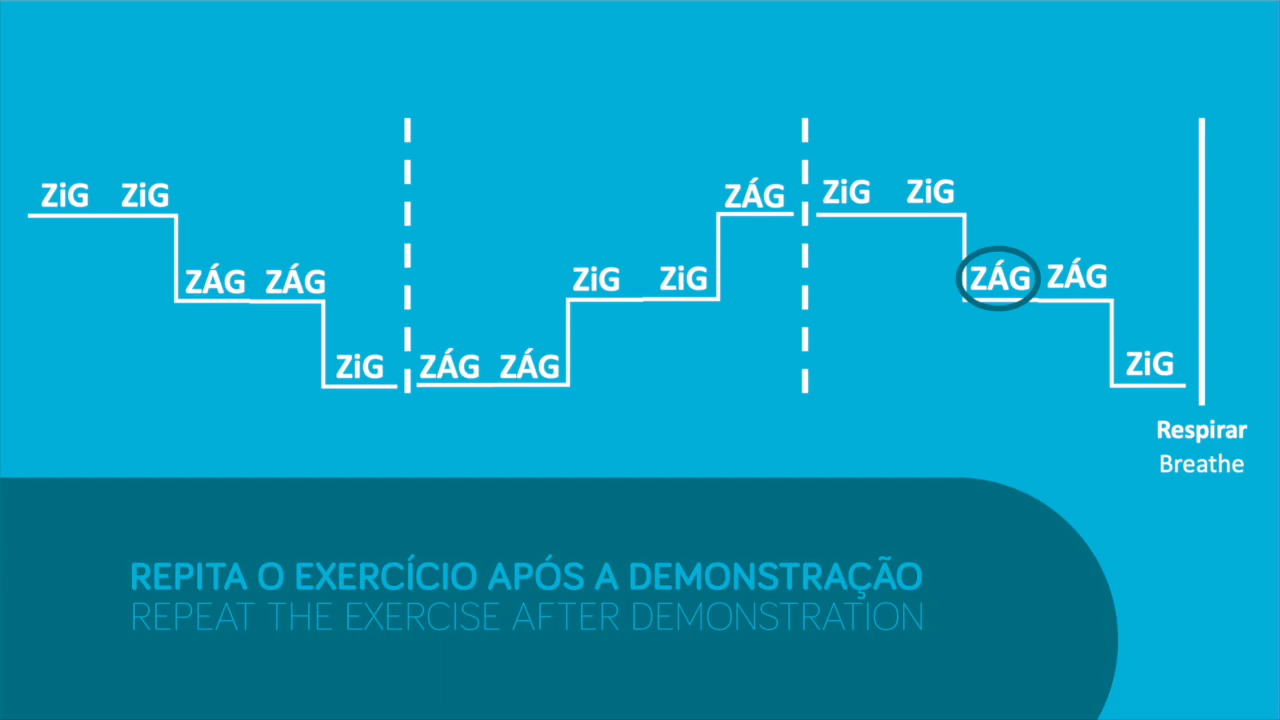 ZiG ZiG
ZÁG ZÁG
ZiG
ZÁG ZÁG
ZiG ZiG
ZÁG
ZiG ZiG
ZÁG ZÁG
ZiG
Respirar
Breathe
REPITA O EXERCÍCIO APÓS A DEMONSTRAÇÃO
REPEAT THE EXERCISE AFTER DEMONSTRATION